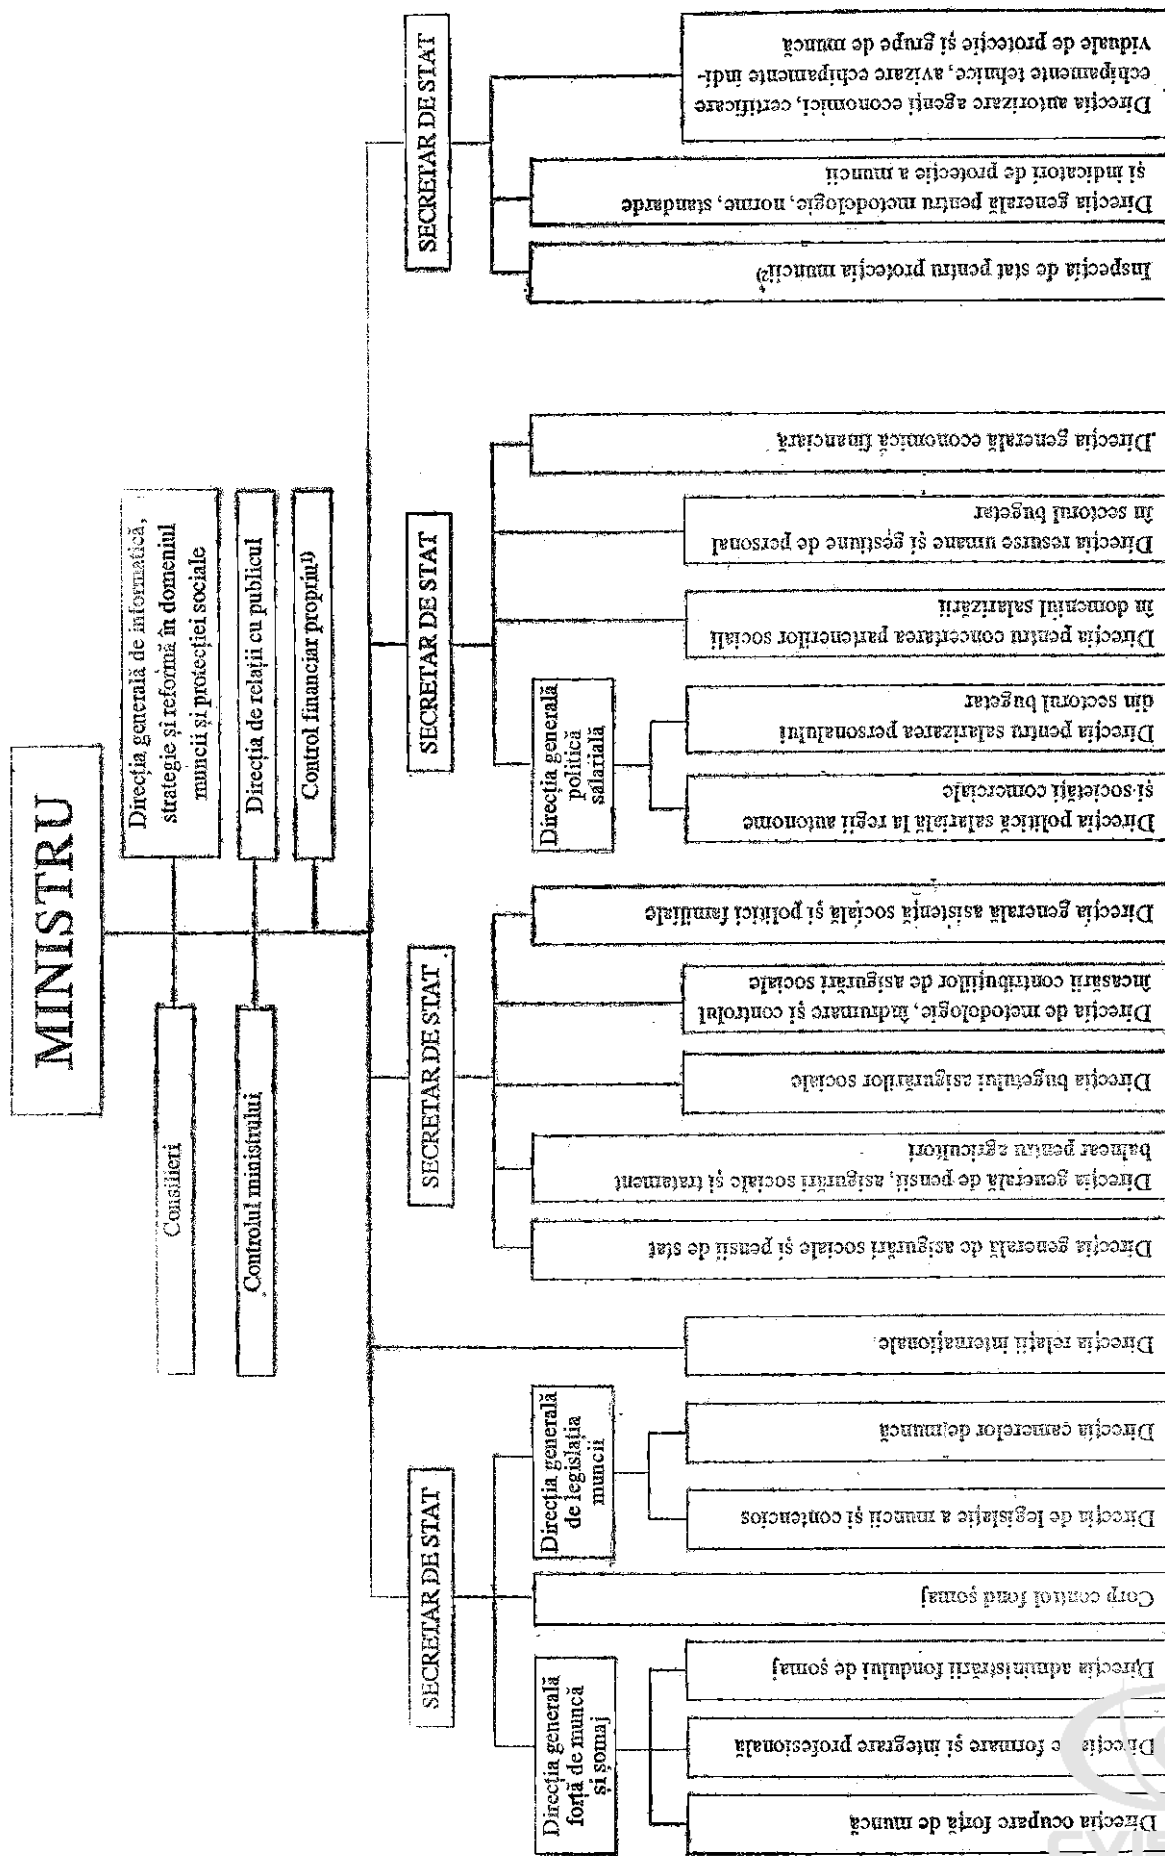 MINISTRU
Consilieri
Direcția generală de informatică,
strategie și reformă în domeniul
muncii și protecției sociale
Controlul ministrului
Direcția de relații cu publicul
Control financiar propriu¹⁾
SECRETAR DE STAT
SECRETAR DE STAT
SECRETAR DE STAT
SECRETAR DE STAT
Direcția generală
forță de muncă
și șomaj
Direcția ocupare forță de muncă
Direcția de formare și integrare profesională
Direcția administrării fondului de șomaj
Corp control fond șomaj
Direcția generală
de legislația
muncii
Direcția de legislație a muncii și contencios
Direcția camerelor de muncă
Direcția relații internaționale
Direcția generală de asigurări sociale și pensii de stat
Direcția generală de pensii, asigurări sociale și tratament
balnear pentru agricultori
Direcția bugetului asigurărilor sociale
Direcția de metodologie, îndrumare și controlul
încasării contribuțiilor de asigurări sociale
Direcția generală asistență socială și politici familiale
Direcția generală
politică
salarială
Direcția politică salarială la regii autonome
și societăți comerciale
Direcția pentru salarizarea personalului
din sectorul bugetar
Direcția pentru concertarea partenerilor sociali
în domeniul salarizării
Direcția resurse umane și gestiune de personal
în sectorul bugetar
Direcția generală economică financiară
Inspecția de stat pentru protecția muncii²⁾
Direcția generală pentru metodologie, norme, standarde
și indicatori de protecție a muncii
Direcția autorizare agenți economici, certificare
echipamente tehnice, avizare echipamente indi-
viduale de protecție și grupe de muncă